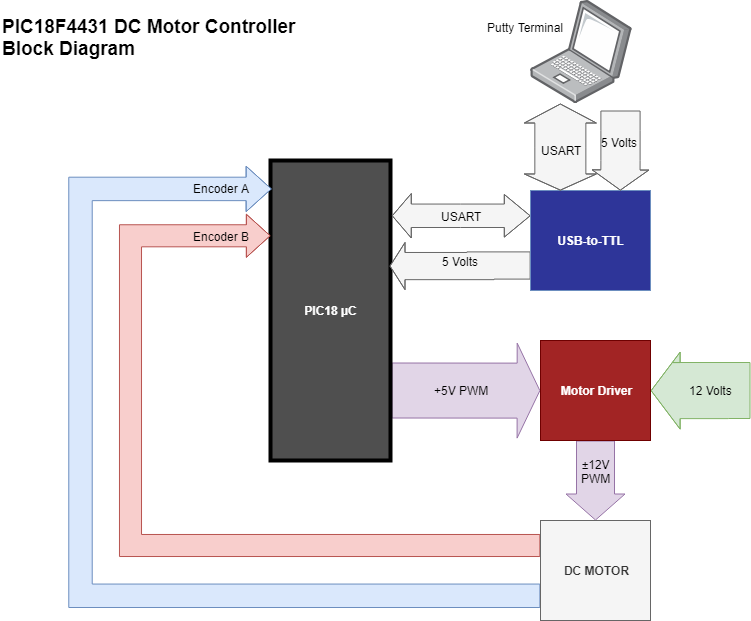 PIC18F4431 DC Motor Controller
Block Diagram
Putty Terminal
USART
5 Volts
Encoder A
Encoder B
USART
5 Volts
USB-to-TTL
PIC18 µC
+5V PWM
Motor Driver
12 Volts
±12V
PWM
DC MOTOR